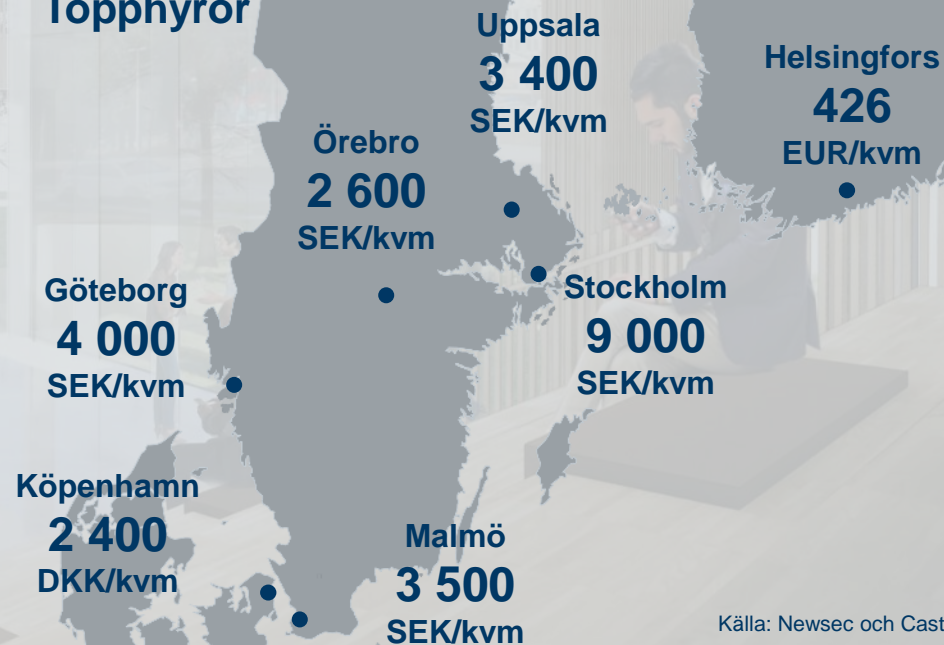 Topphyror
Uppsala
3 400
SEK/kvm
Helsingfors
426
EUR/kvm
Örebro
2 600
SEK/kvm
Göteborg
4 000
SEK/kvm
Stockholm
9 000
SEK/kvm
Köpenhamn
2 400
DKK/kvm
Malmö
3 500
SEK/kvm
Källa: Newsec och Cast